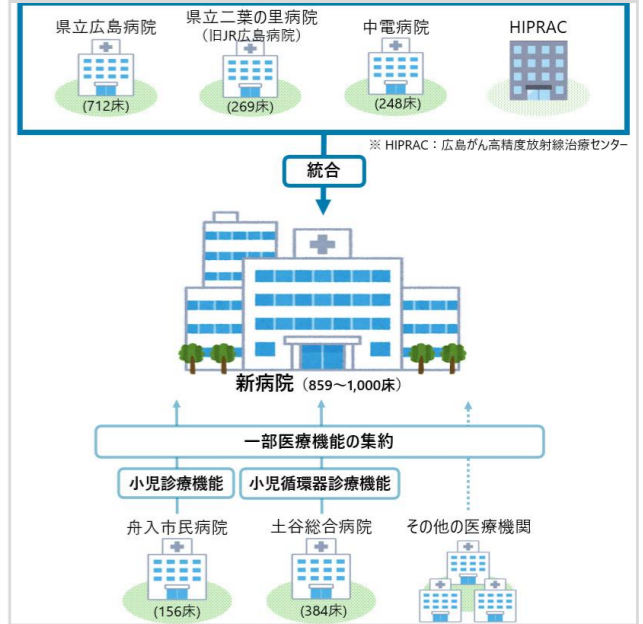 県立広島病院
県立二葉の里病院
（旧JR広島病院）
中電病院
HIPRAC
(712床)
(269床)
(248床)
※ HIPRAC：広島がん高精度放射線治療センター
統合
新病院（859～1,000床）
一部医療機能の集約
小児診療機能
小児循環器診療機能
舟入市民病院
土谷総合病院
その他の医療機関
(156床)
(384床)